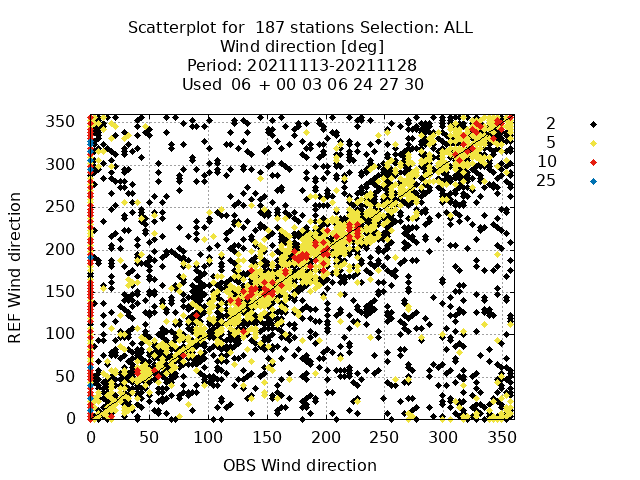 Scatterplot for  187 stations Selection: ALL
Wind direction [deg]
Period: 20211113-20211128
Used  06 + 00 03 06 24 27 30
2
5
10
25
350
300
250
200
150
100
50
0
REF Wind direction
0 50 100 150 200 250 300 350
OBS Wind direction